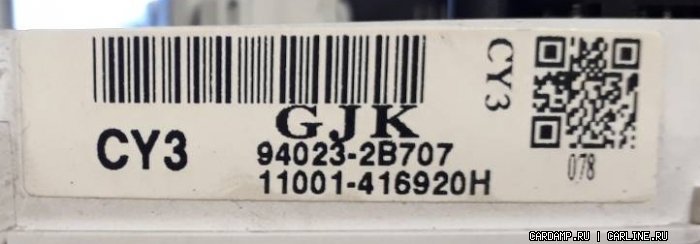 GJK
CY3
94023-2B707
11001-416920H
CY3
078
CARDAMP.RU | CARLINE.RU